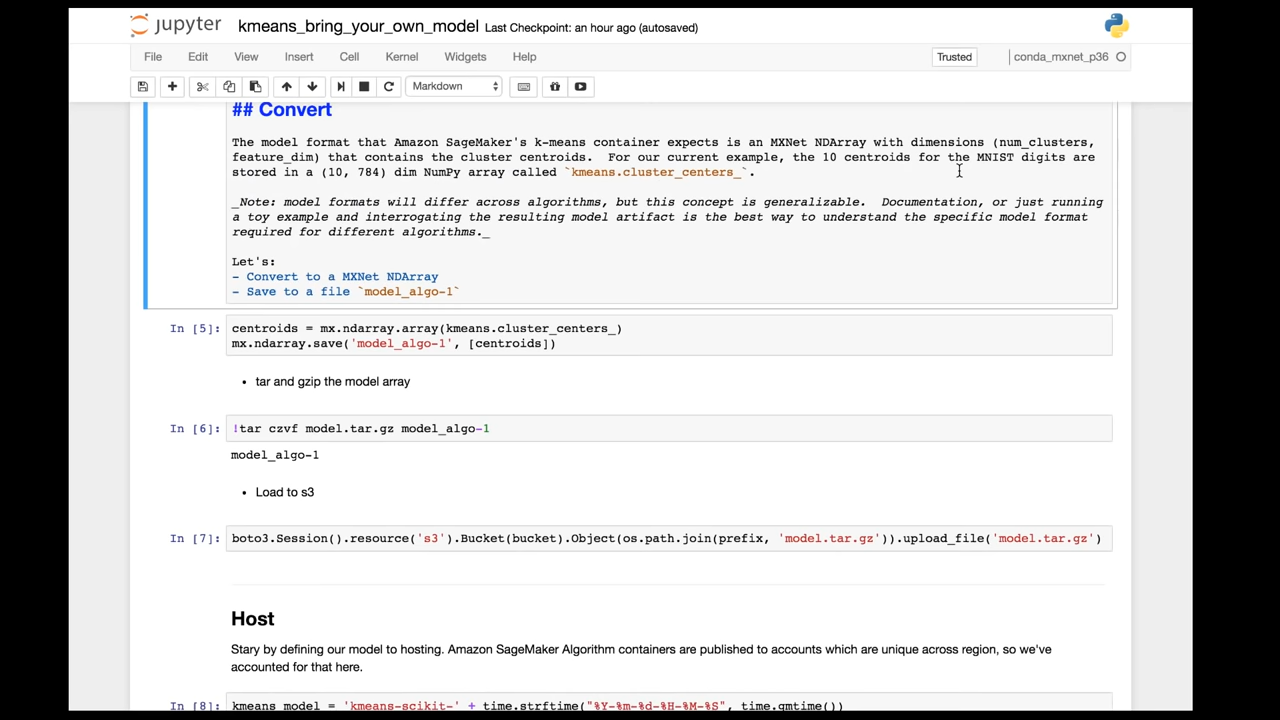 jupyter kmeans_bring_your_own_model Last Checkpoint: an hour ago (autosaved)
File Edit View Insert Cell Kernel Widgets Help Trusted conda_mxnet_p36
Markdown
## Convert
The model format that Amazon SageMaker's k-means container expects is an MXNet NDArray with dimensions (num_clusters,
feature_dim) that contains the cluster centroids.  For our current example, the 10 centroids for the MNIST digits are
stored in a (10, 784) dim NumPy array called `kmeans.cluster_centers_`.
_Note: model formats will differ across algorithms, but this concept is generalizable.  Documentation, or just running
a toy example and interrogating the resulting model artifact is the best way to understand the specific model format
required for different algorithms._
Let's:
- Convert to a MXNet NDArray
- Save to a file `model_algo-1`
In [5]: centroids = mx.ndarray.array(kmeans.cluster_centers_)
mx.ndarray.save('model_algo-1', [centroids])
• tar and gzip the model array
In [6]: !tar czvf model.tar.gz model_algo-1
model_algo-1
• Load to s3
In [7]: boto3.Session().resource('s3').Bucket(bucket).Object(os.path.join(prefix, 'model.tar.gz')).upload_file('model.tar.gz')
Host
Stary by defining our model to hosting. Amazon SageMaker Algorithm containers are published to accounts which are unique across region, so we've
accounted for that here.
In [8]: kmeans_model = 'kmeans-scikit-' + time.strftime("%Y-%m-%d-%H-%M-%S", time.gmtime())